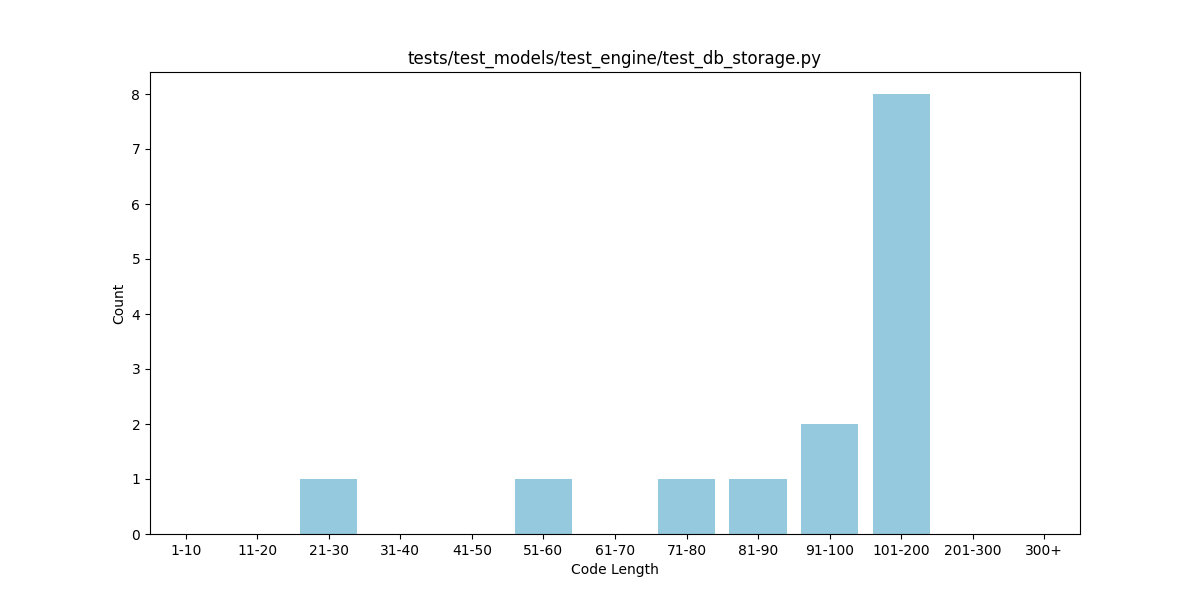 tests/test_models/test_engine/test_db_storage.py
Count
8
7
6
5
4
3
2
1
0
1-10 11-20 21-30 31-40 41-50 51-60 61-70 71-80 81-90 91-100 101-200 201-300 300+
Code Length